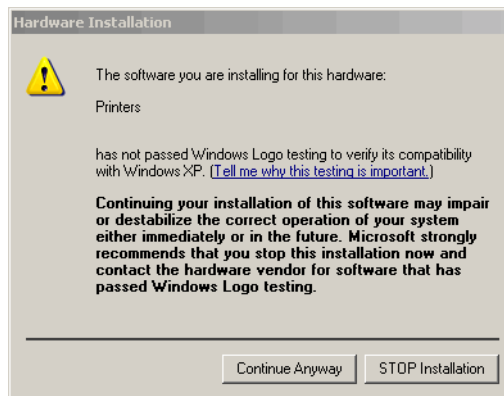 Hardware Installation
The software you are installing for this hardware:
Printers
has not passed Windows Logo testing to verify its compatibility
with Windows XP. (Tell me why this testing is important.)
Continuing your installation of this software may impair
or destabilize the correct operation of your system
either immediately or in the future. Microsoft strongly
recommends that you stop this installation now and
contact the hardware vendor for software that has
passed Windows Logo testing.
Continue Anyway STOP Installation